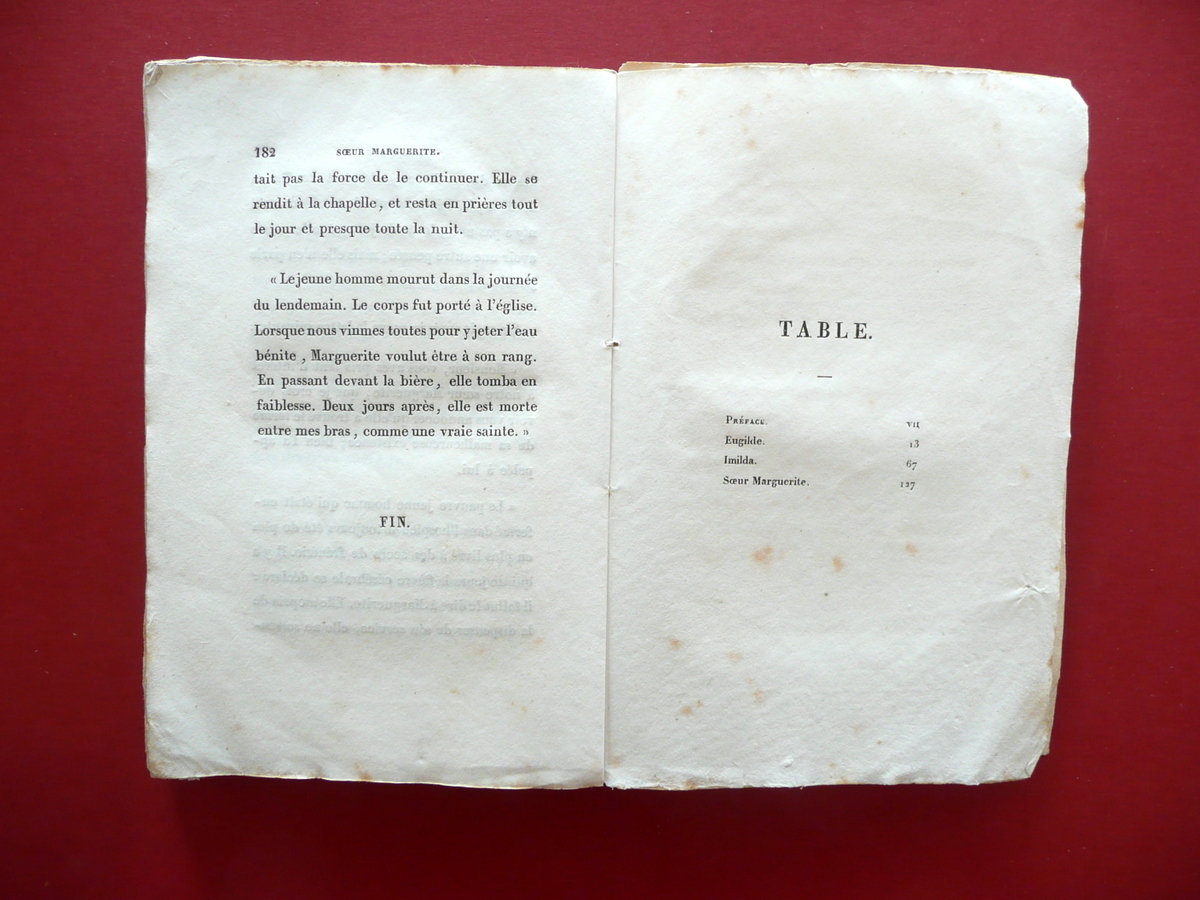 182 SŒUR MARGUERITE.
tait pas la force de le continuer. Elle se
rendit à la chapelle, et resta en prières tout
le jour et presque toute la nuit.
« Le jeune homme mourut dans la journée
du lendemain. Le corps fut porté à l'église.
Lorsque nous vinmes toutes pour y jeter l'eau
bénite, Marguerite voulut être à son rang.
En passant devant la bière, elle tomba en
faiblesse. Deux jours après, elle est morte
entre mes bras, comme une vraie sainte. »
FIN.
TABLE.
—
PRÉFACE. VII
Eugilde. 13
Imilda. 67
Sœur Marguerite. 127